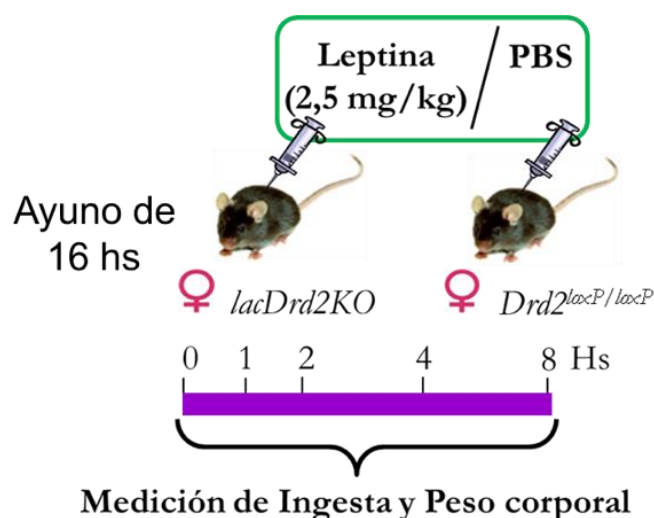 Leptina / PBS
(2,5 mg/kg)
Ayuno de
16 hs
♀ lacDrd2KO
♀ Drd2loxP/loxP
0 1 2 4 8 Hs
Medición de Ingesta y Peso corporal